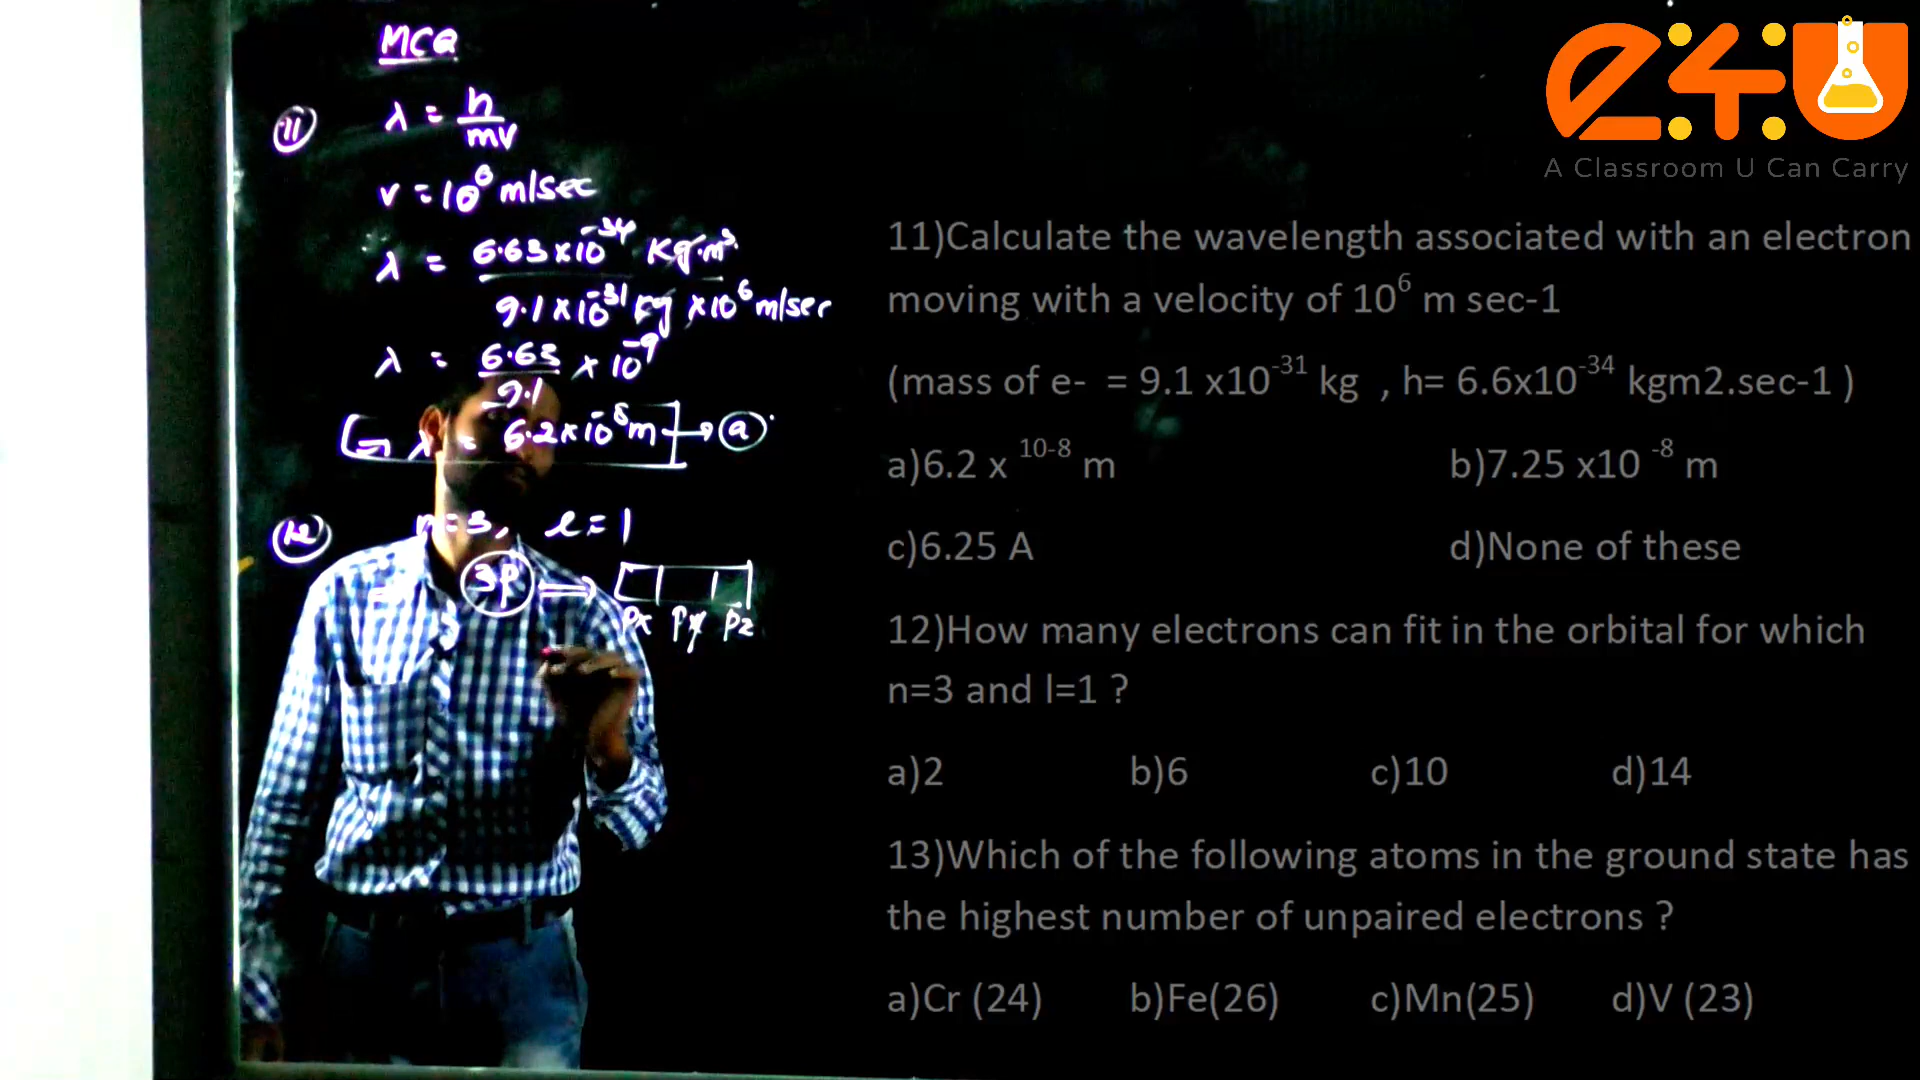 MCQ
11 λ = h/mv
v = 10⁶ m/sec
λ = 6.63 × 10⁻³⁴ Kg.m²
9.1 × 10⁻³¹ kg × 10⁶ m/sec
λ = 6.63/9.1 × 10⁻⁹
λ = 6.2 × 10⁻⁸ m → a
12 n = 3, l = 1
3p ⇒
px py pz
e4U
A Classroom U Can Carry
11)Calculate the wavelength associated with an electron
moving with a velocity of 10⁶ m sec-1
(mass of e- = 9.1 x10⁻³¹ kg , h= 6.6x10⁻³⁴ kgm2.sec-1 )
a)6.2 x ¹⁰⁻⁸ m b)7.25 x10 ⁻⁸ m
c)6.25 A d)None of these
12)How many electrons can fit in the orbital for which
n=3 and l=1 ?
a)2 b)6 c)10 d)14
13)Which of the following atoms in the ground state has
the highest number of unpaired electrons ?
a)Cr (24) b)Fe(26) c)Mn(25) d)V (23)